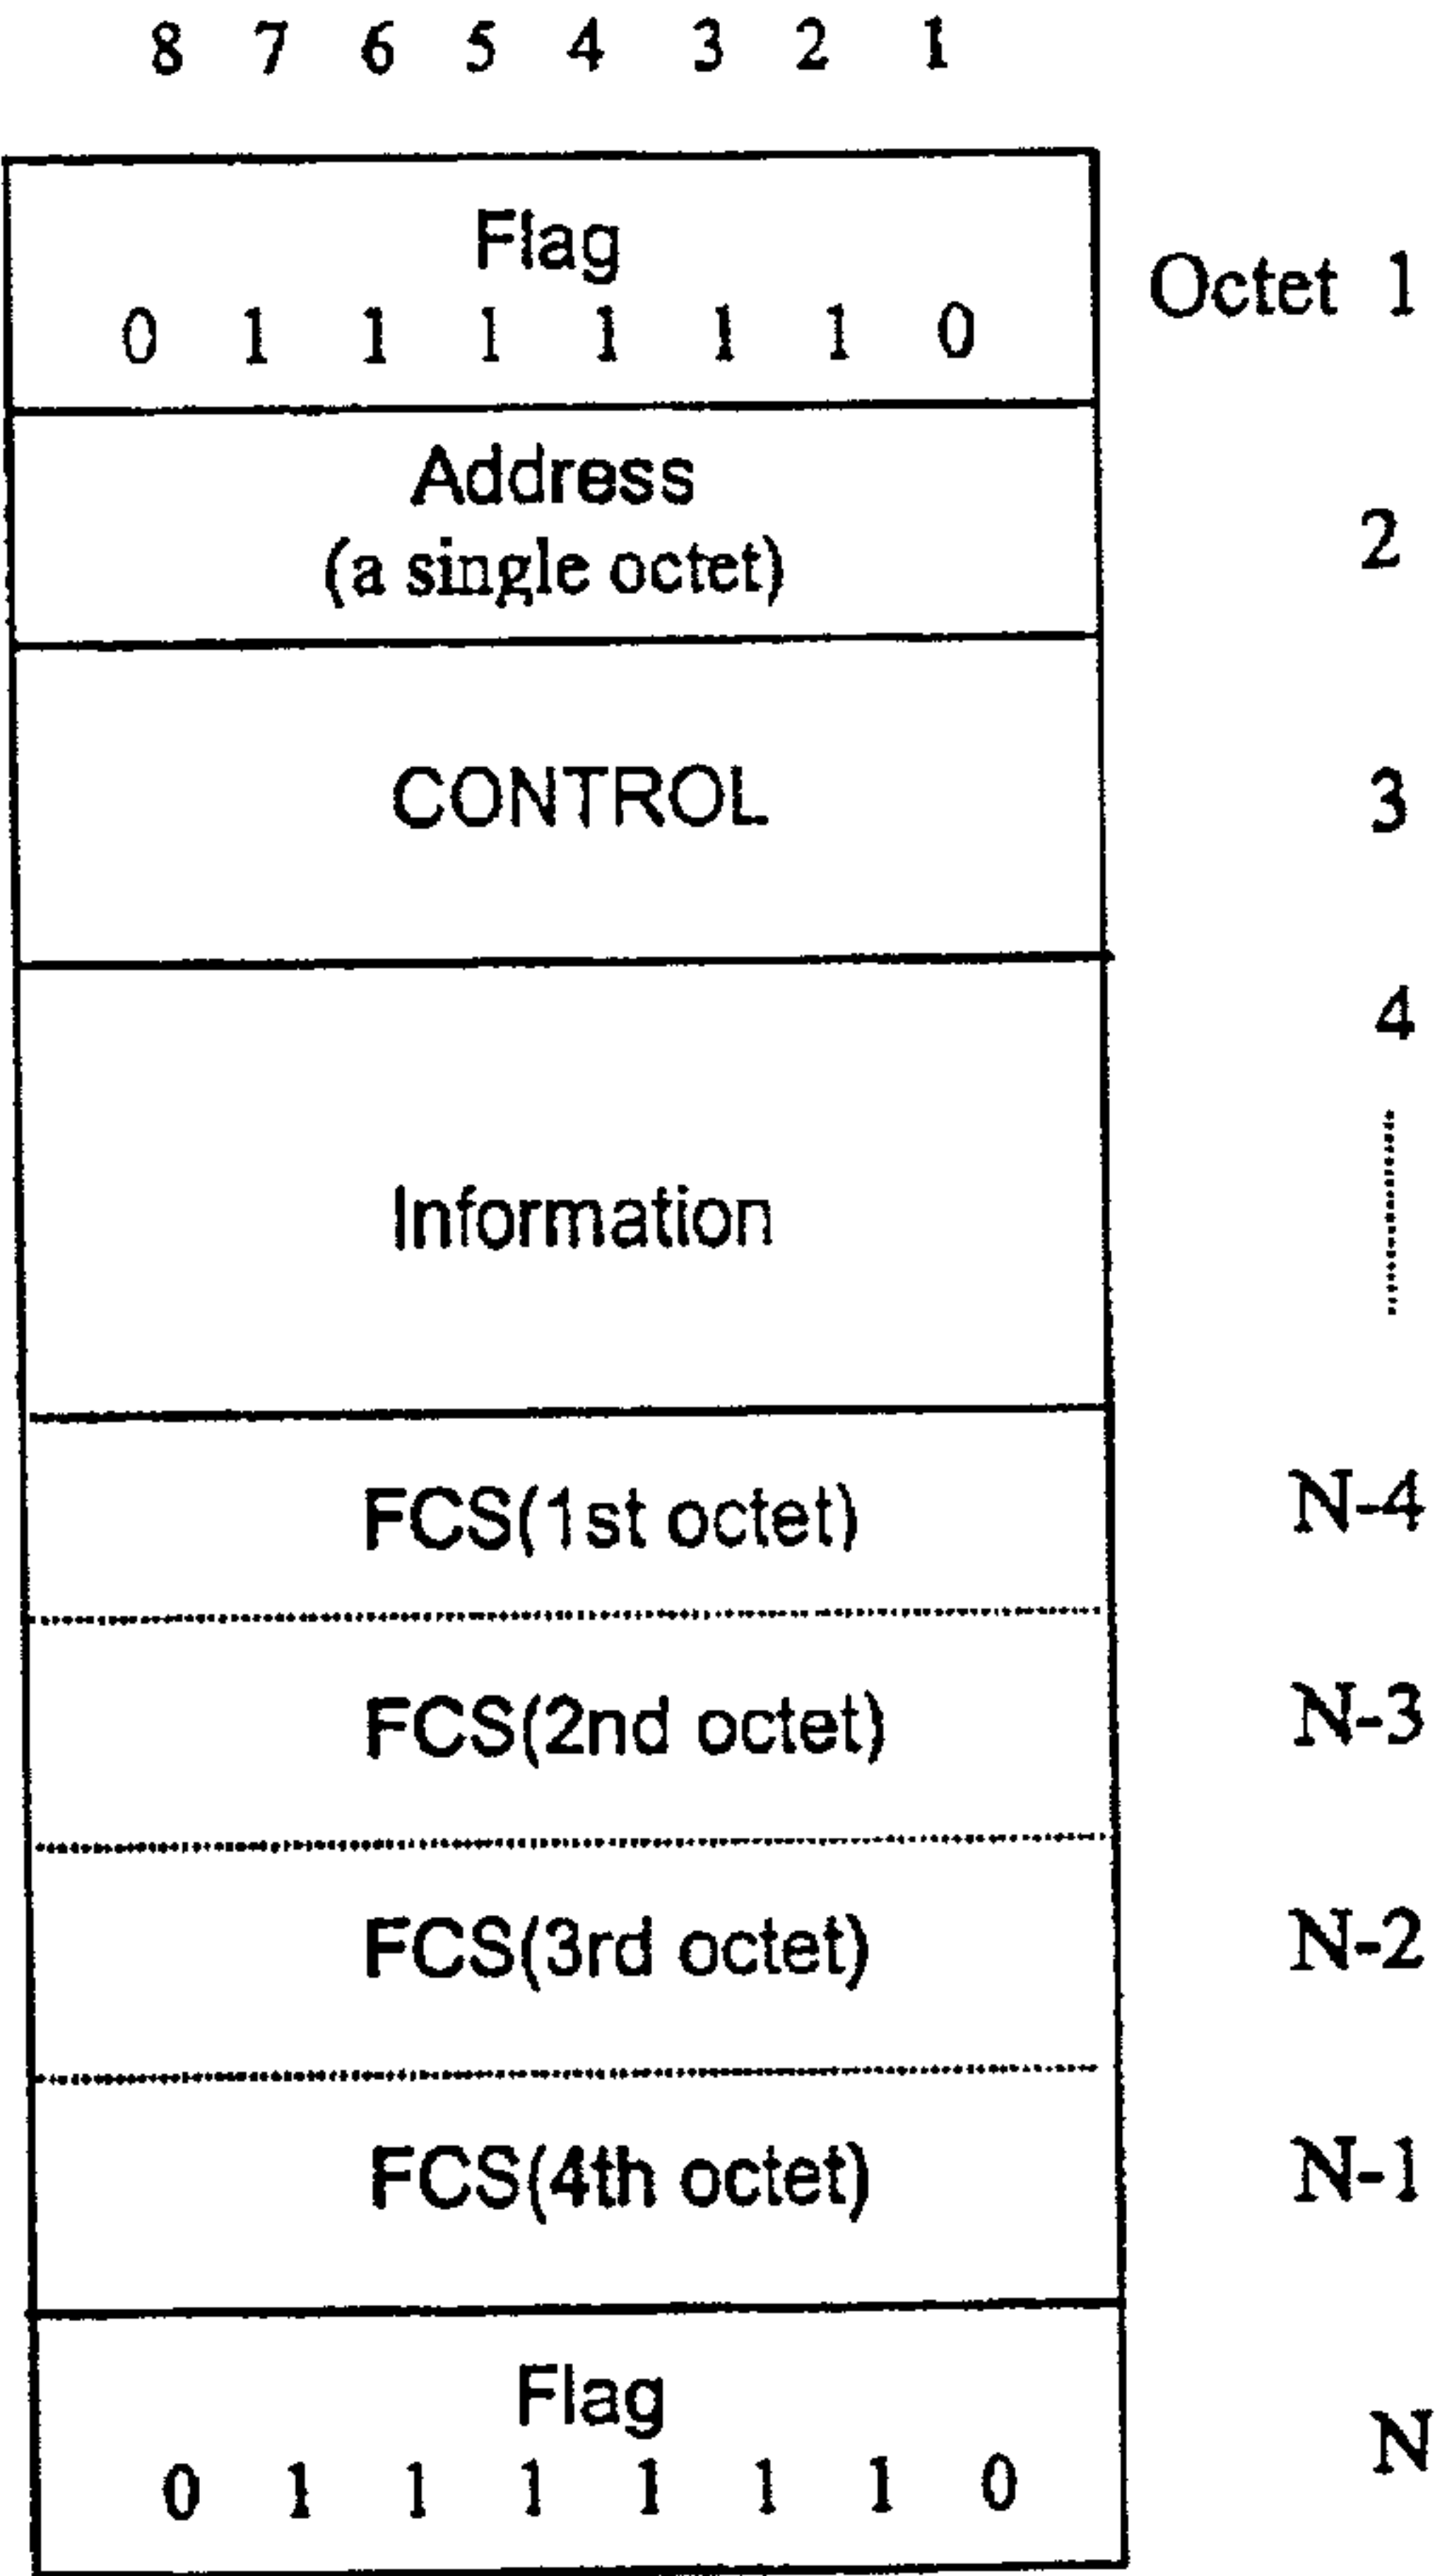 8 7 6 5 4 3 2 1
Flag
0 1 1 1 1 1 1 0
Octet 1
Address
(a single octet)
2
CONTROL
3
4
Information
FCS(1st octet)
N-4
FCS(2nd octet)
N-3
FCS(3rd octet)
N-2
FCS(4th octet)
N-1
Flag
0 1 1 1 1 1 1 0
N